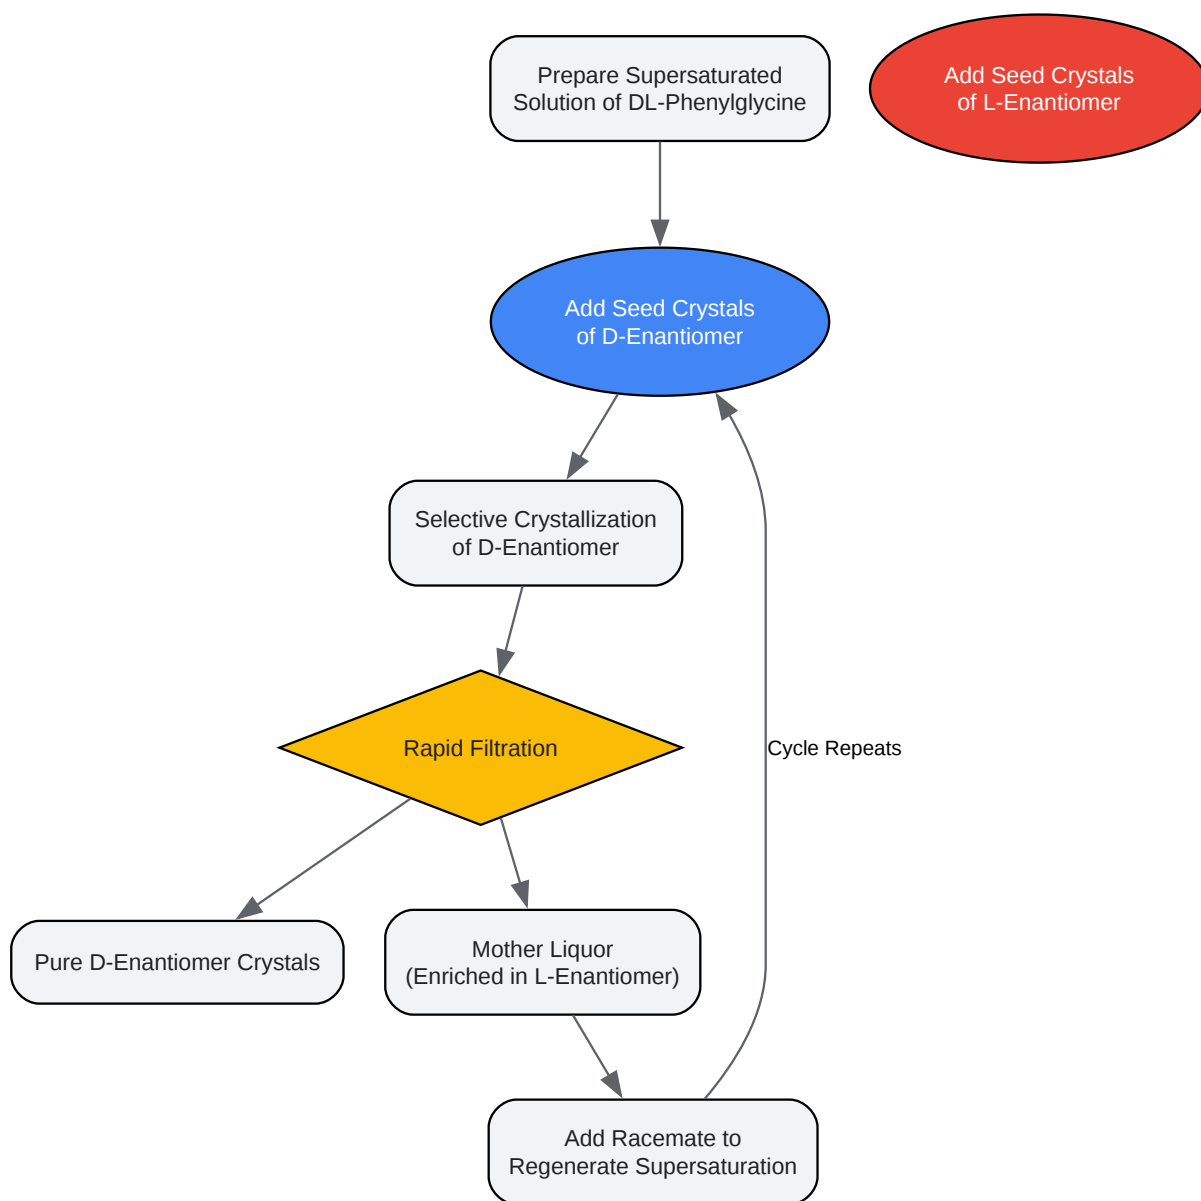 Prepare Supersaturated
Solution of DL-Phenylglycine
Add Seed Crystals
of L-Enantiomer
Add Seed Crystals
of D-Enantiomer
Selective Crystallization
of D-Enantiomer
Rapid Filtration
Cycle Repeats
Pure D-Enantiomer Crystals
Mother Liquor
(Enriched in L-Enantiomer)
Add Racemate to
Regenerate Supersaturation